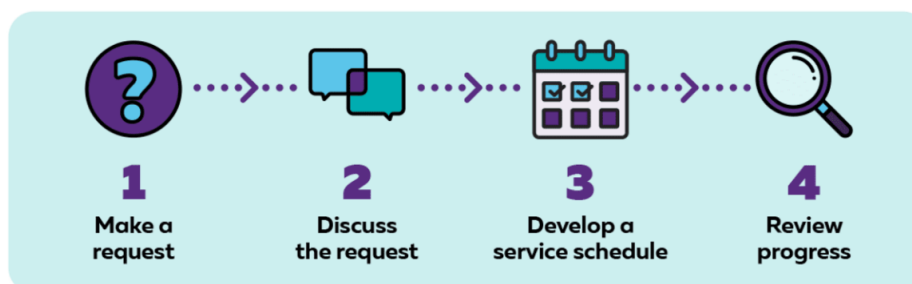 ?
1
Make a
request
2
Discuss
the request
3
Develop a
service schedule
4
Review
progress